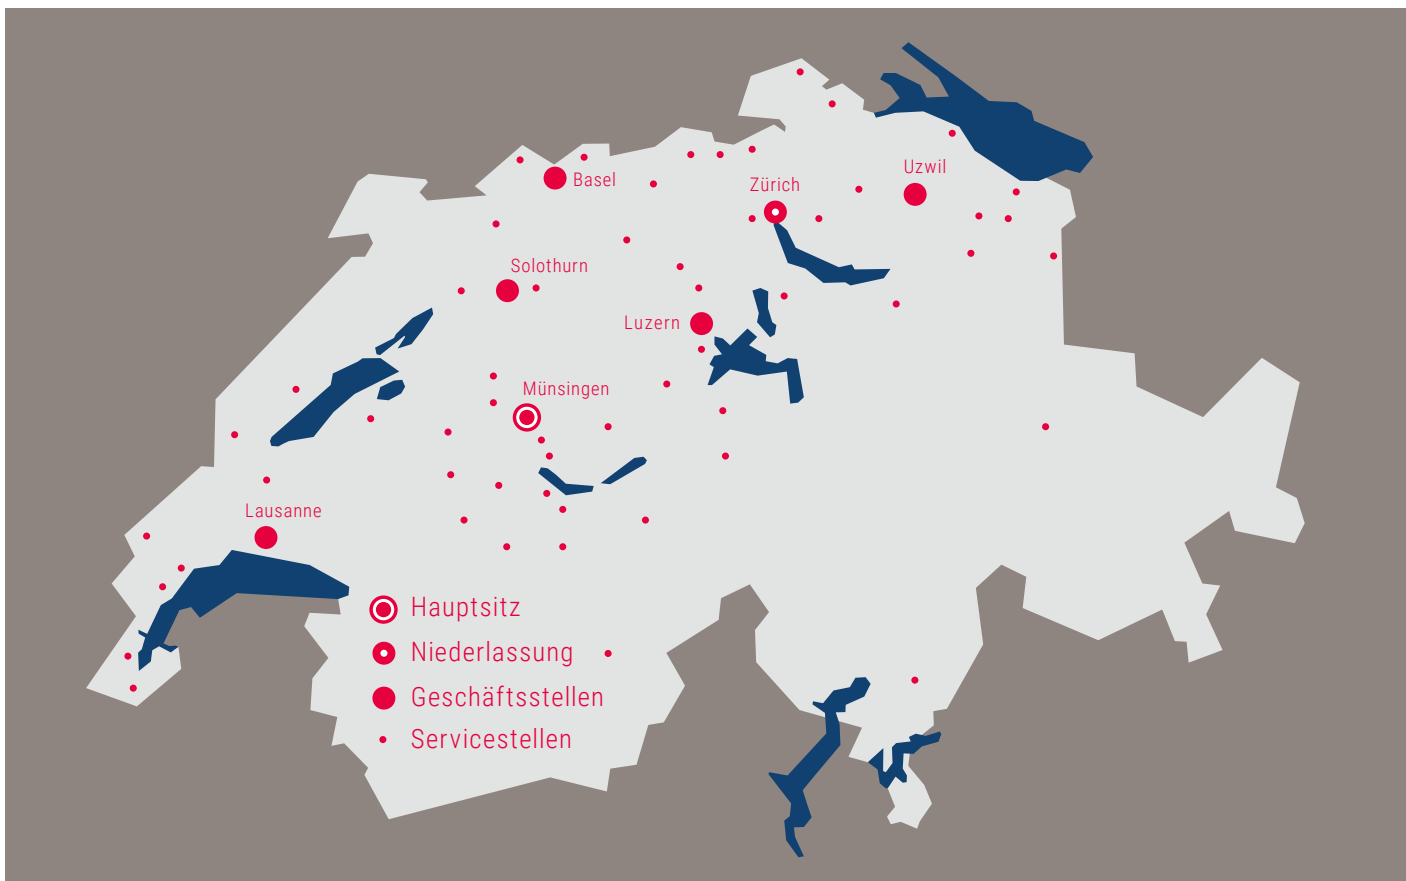 Uzwil
Basel
Zürich
Solothurn
Luzern
Münsingen
Lausanne
Hauptsitz
Niederlassung
Geschäftsstellen
Servicestellen